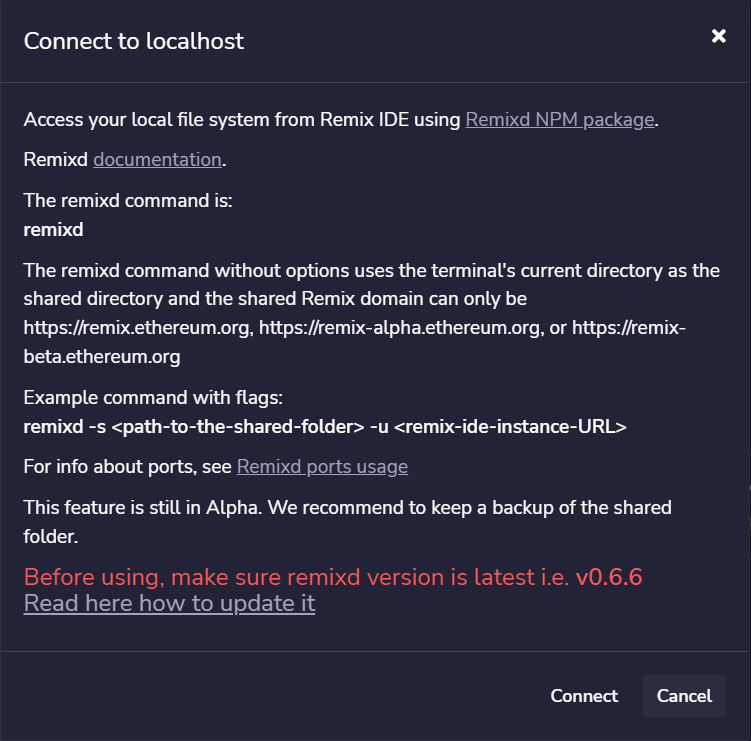 Connect to localhost
Access your local file system from Remix IDE using Remixd NPM package.
Remixd documentation.
The remixd command is:
remixd
The remixd command without options uses the terminal's current directory as the
shared directory and the shared Remix domain can only be
https://remix.ethereum.org, https://remix-alpha.ethereum.org, or https://remix-
beta.ethereum.org
Example command with flags:
remixd -s <path-to-the-shared-folder> -u <remix-ide-instance-URL>
For info about ports, see Remixd ports usage
This feature is still in Alpha. We recommend to keep a backup of the shared
folder.
Before using, make sure remixd version is latest i.e. v0.6.6
Read here how to update it
Connect Cancel